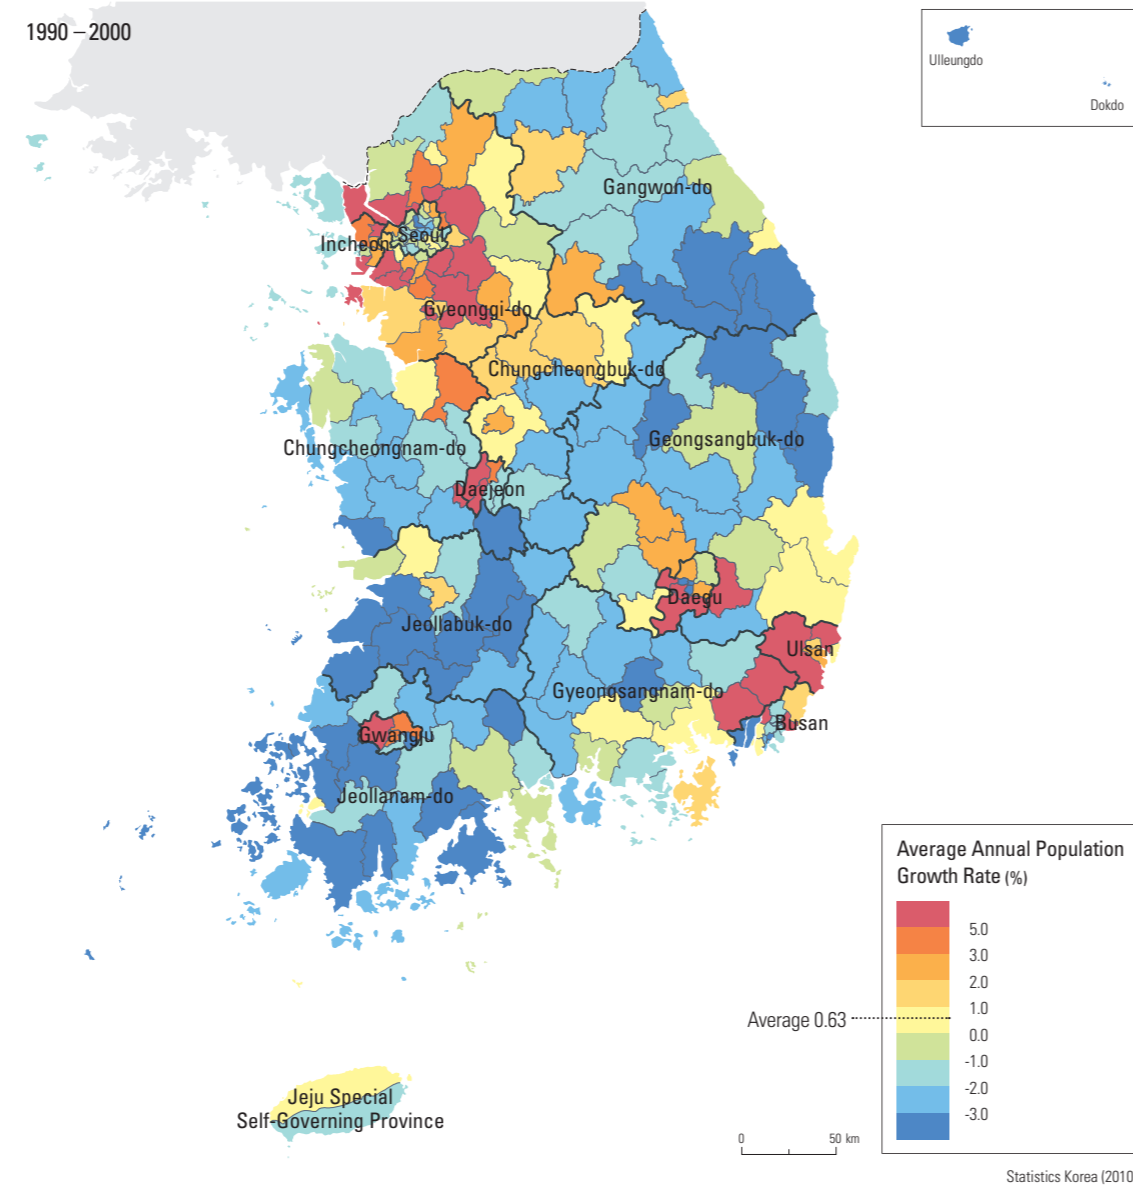 1990 – 2000
Ulleungdo
Dokdo
Gangwon-do
Seoul
Incheon
Gyeonggi-do
Chungcheongbuk-do
Geongsangbuk-do
Chungcheongnam-do
Daejeon
Daegu
Jeollabuk-do
Ulsan
Gyeongsangnam-do
Busan
Gwangju
Jeollanam-do
Average Annual Population
Growth Rate (%)
5.0
3.0
2.0
1.0
Average 0.63
0.0
-1.0
-2.0
-3.0
Jeju Special
Self-Governing Province
0 50 km
Statistics Korea (2010